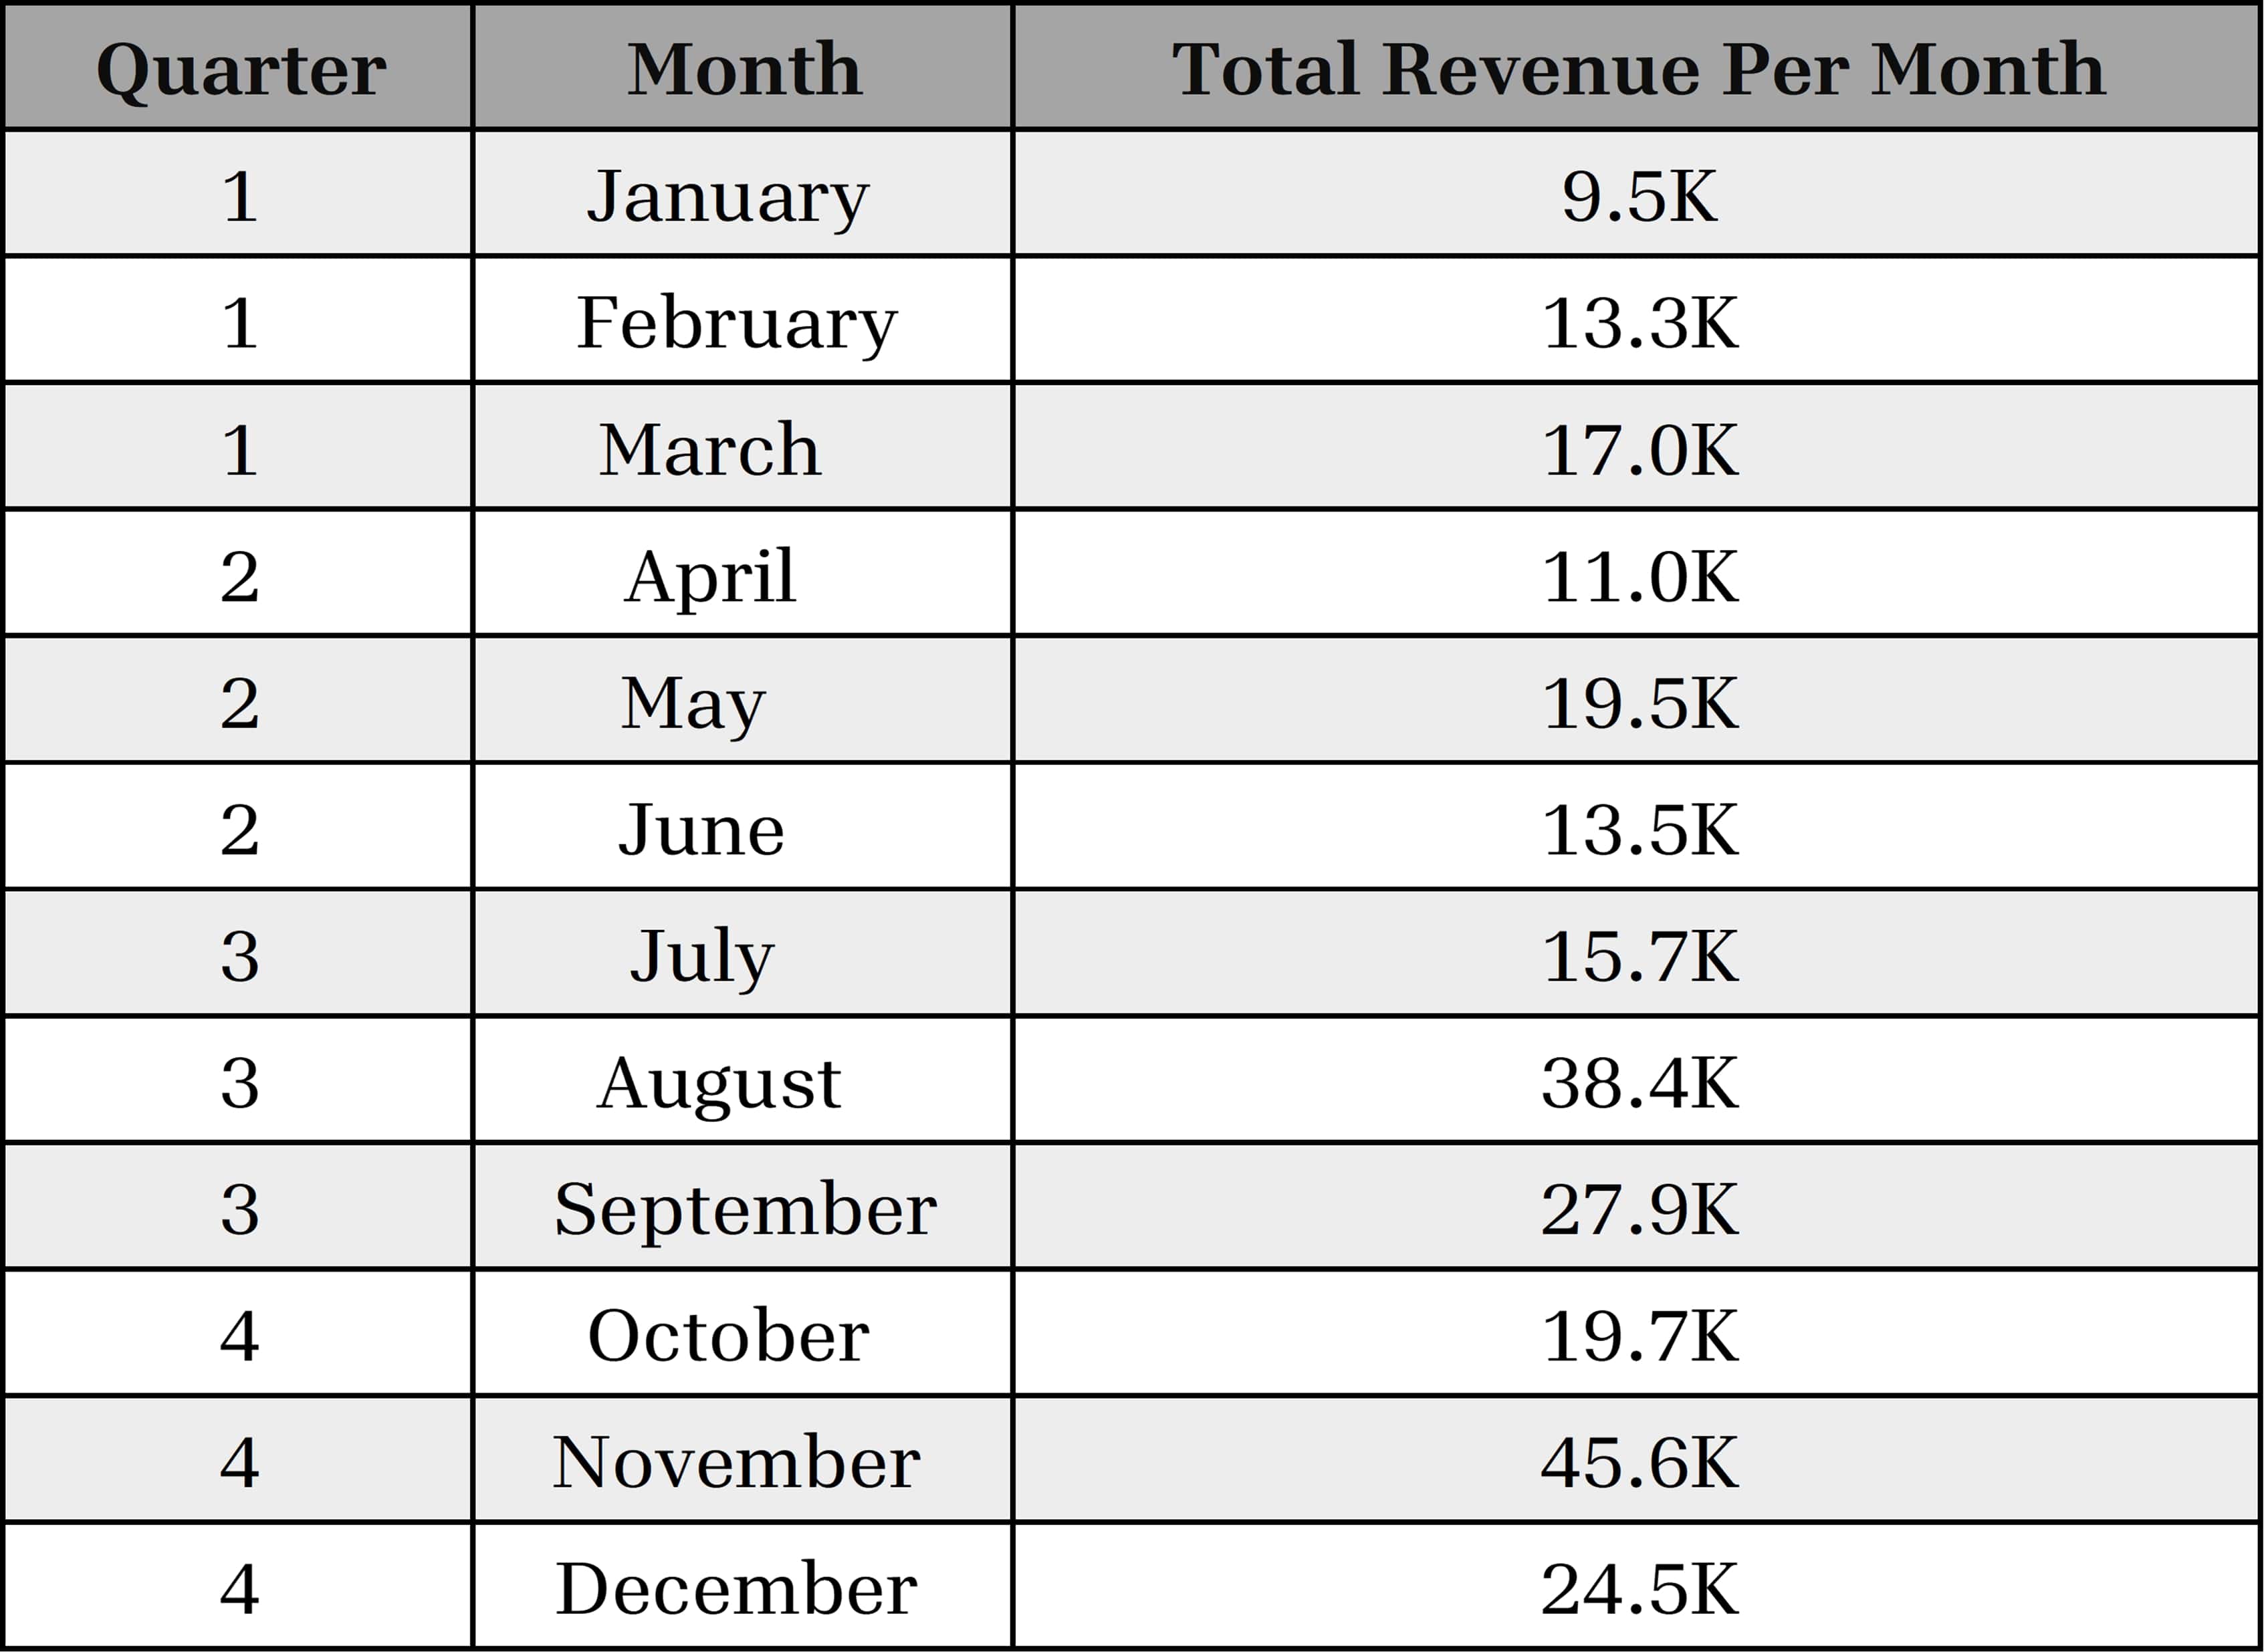 Quarter Month Total Revenue Per Month
1 January 9.5K
1 February 13.3K
1 March 17.0K
2 April 11.0K
2 May 19.5K
2 June 13.5K
3 July 15.7K
3 August 38.4K
3 September 27.9K
4 October 19.7K
4 November 45.6K
4 December 24.5K